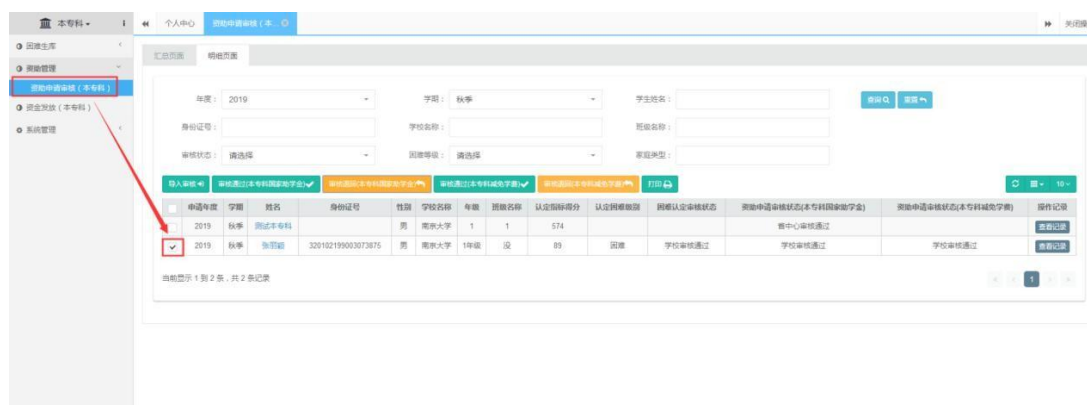 本专科
个人中心 资助申请审核（本...
关闭操
困难生库
资助管理
资助申请审核（本专科）
资金发放（本专科）
系统管理
汇总页面 明细页面
年度： 2019 学期： 秋季 学生姓名： 查询 重置
身份证号： 学校名称： 班级名称：
审核状态： 请选择 困难等级： 请选择 家庭类型：
导入审核 审核通过(本专科国家助学金) 审核退回(本专科国家助学金) 审核通过(本专科减免学费) 审核退回(本专科减免学费) 打印 10
申请年度 学期 姓名 身份证号 性别 学校名称 年级 班级名称 认定指标得分 认定困难级别 困难认定审核状态 资助申请审核状态(本专科国家助学金) 资助申请审核状态(本专科减免学费) 操作记录
2019 秋季 测试本专科 男 南京大学 1 1 574 省中心审核通过 查看记录
2019 秋季 320102199003073875 男 南京大学 1年级 没 89 困难 学校审核通过 学校审核通过 学校审核通过 查看记录
当前显示 1 到 2 条，共 2 条记录
1